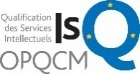 Qualification
des Services
Intellectuels
IsQ
OPQCM